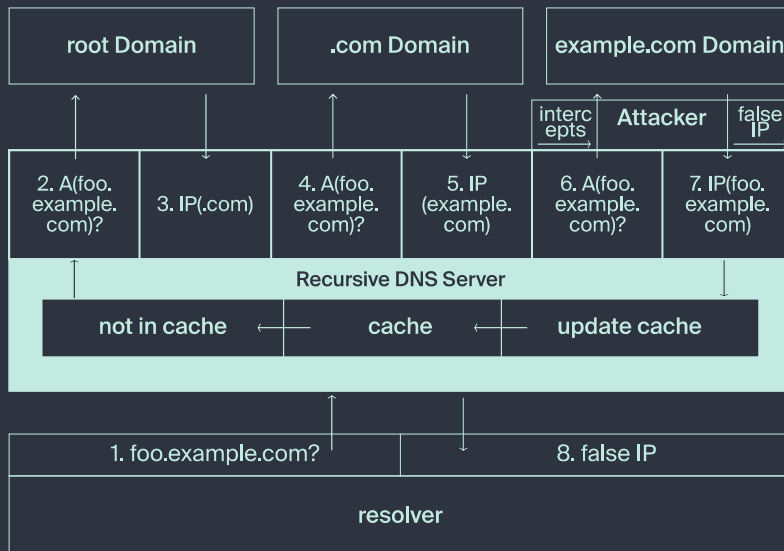 root Domain
.com Domain
example.com Domain
interc
epts
Attacker
false
IP
2. A(foo.
example.
com)?
3. IP(.com)
4. A(foo.
example.
com)?
5. IP
(example.
com)
6. A(foo.
example.
com)?
7. IP(foo.
example.
com)
Recursive DNS Server
not in cache
cache
update cache
1. foo.example.com?
8. false IP
resolver